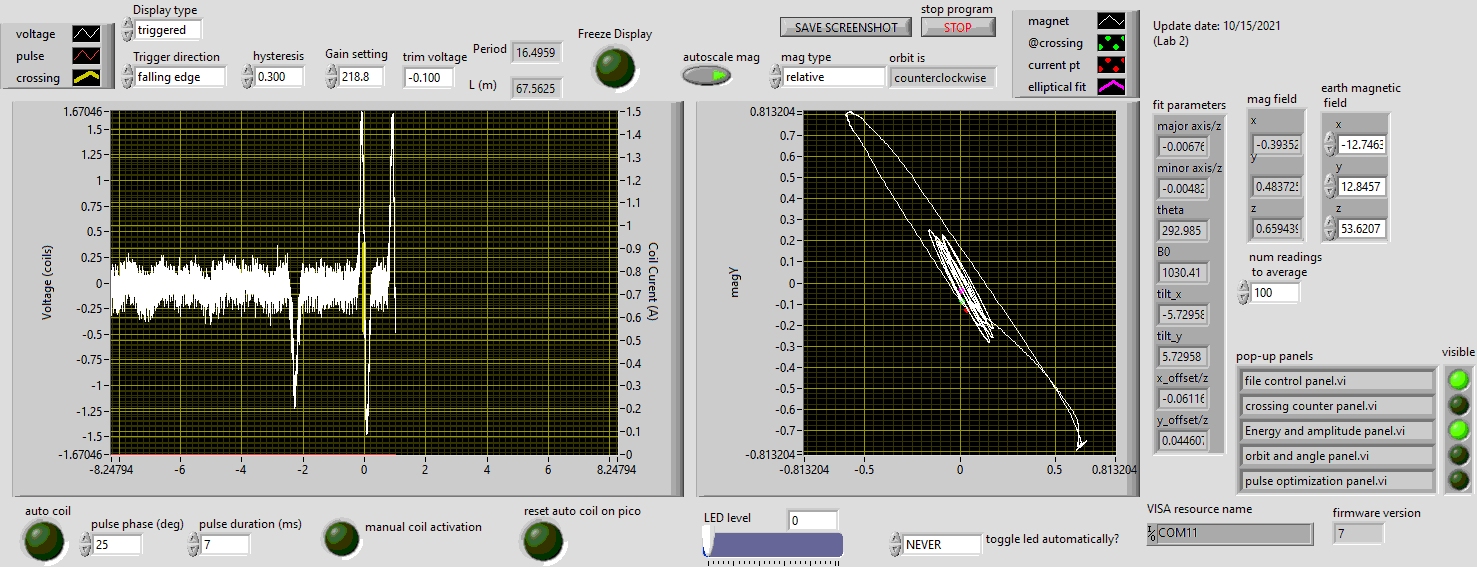 voltage
pulse
crossing
Display type
triggered
Trigger direction
falling edge
hysteresis
0.300
Gain setting
218.8
trim voltage
-0.100
Period
16.4959
L (m)
67.5625
Freeze Display
autoscale mag
SAVE SCREENSHOT
stop program
STOP
mag type
relative
orbit is
counterclockwise
magnet
@crossing
current pt
elliptical fit
Update date: 10/15/2021
(Lab 2)
Voltage (coils)
1.67046
1.5
1.25
1
0.75
0.5
0.25
0
-0.25
-0.5
-0.75
-1
-1.25
-1.5
-1.67046
-8.24794
-6
-4
-2
0
2
4
6
8.24794
1.5
1.4
1.3
1.2
1.1
1
0.9
0.8
0.7
0.6
0.5
0.4
0.3
0.2
0.1
0
Coil Curent (A)
magY
0.813204
0.7
0.6
0.5
0.4
0.3
0.2
0.1
0
-0.1
-0.2
-0.3
-0.4
-0.5
-0.6
-0.7
-0.813204
-0.813204
-0.5
0
0.5
0.813204
fit parameters
major axis/z
-0.00676
minor axis/z
-0.00482
theta
292.985
B0
1030.41
tilt_x
-5.72958
tilt_y
5.72958
x_offset/z
-0.06116
y_offset/z
0.044607
mag field
x
-0.39352
y
0.483725
z
0.659439
earth magnetic
field
x
-12.7463
y
12.8457
z
53.6207
num readings
to average
100
pop-up panels
visible
file control panel.vi
crossing counter panel.vi
Energy and amplitude panel.vi
orbit and angle panel.vi
pulse optimization panel.vi
auto coil
pulse phase (deg)
25
pulse duration (ms)
7
manual coil activation
reset auto coil on pico
LED level
0
NEVER
toggle led automatically?
VISA resource name
I/O COM11
firmware version
7